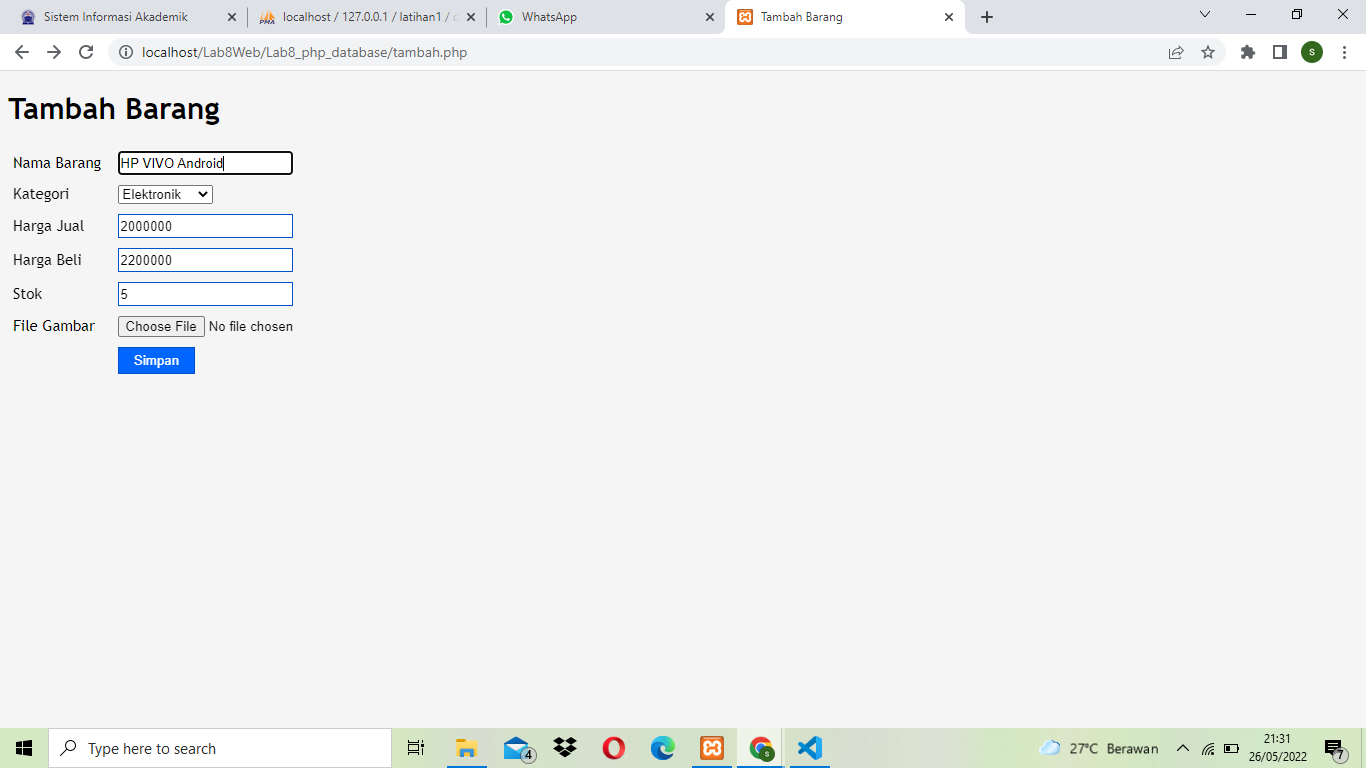 Sistem Informasi Akademik
localhost / 127.0.0.1 / latihan1 /
WhatsApp
Tambah Barang
localhost/Lab8Web/Lab8_php_database/tambah.php
s
Tambah Barang
Nama Barang HP VIVO Android
Kategori Elektronik
Harga Jual 2000000
Harga Beli 2200000
Stok 5
File Gambar Choose File No file chosen
Simpan
Type here to search
4
s
27°C Berawan
21:31
26/05/2022
7